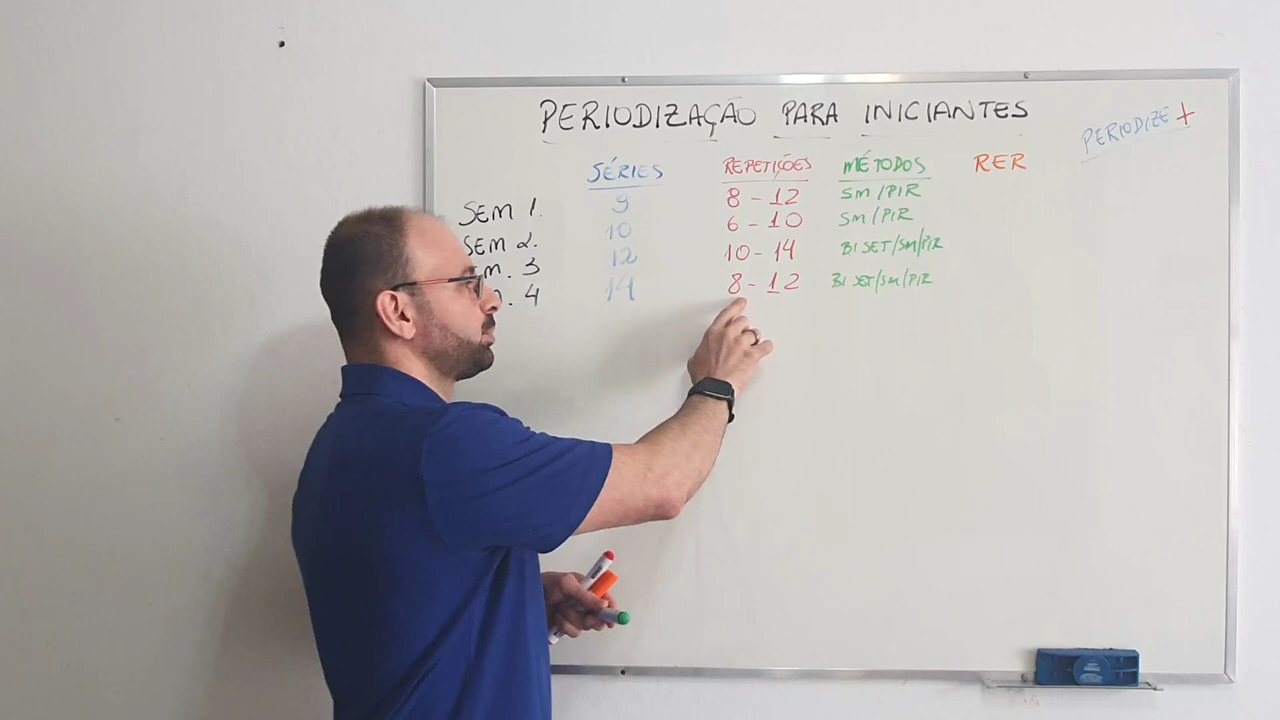 PERIODIZAÇÃO PARA INICIANTES
PERIODIZE +
SÉRIES REPETIÇÕES MÉTODOS RER
SEM 1. 9 8 - 12 SM/PIR
SEM 2. 10 6 - 10 SM/PIR
3 12 10 - 14 BI SET/SM/PIR
4 14 8 - 12 BI SET/SM/PIR